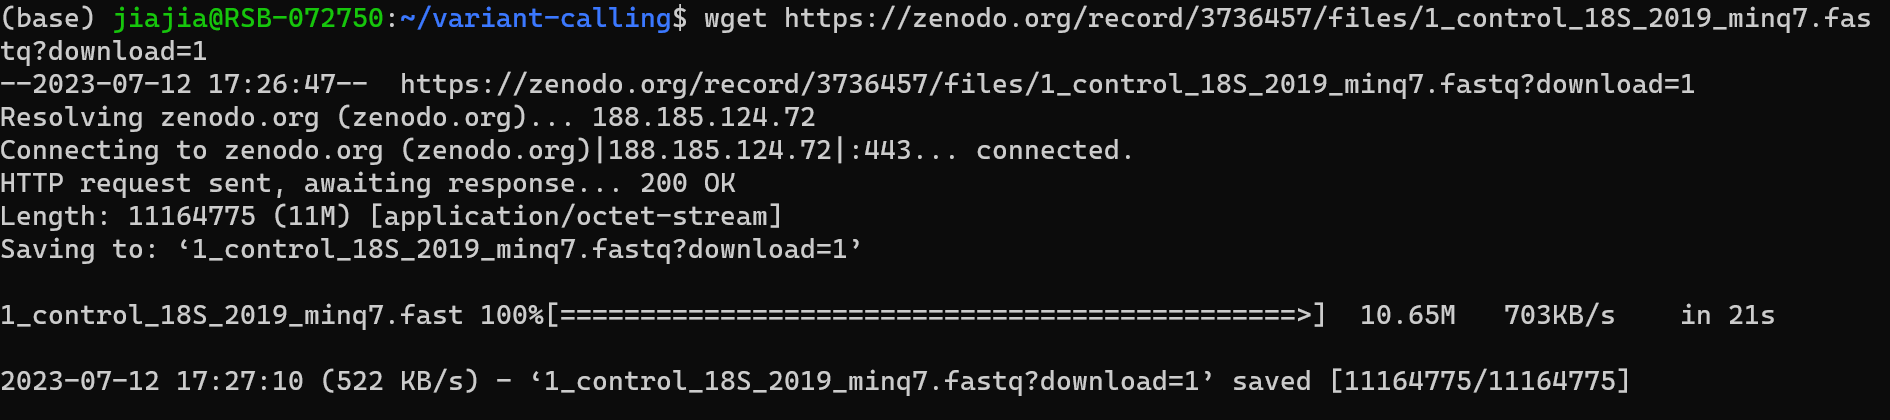 (base) jiajia@RSB-072750:~/variant-calling$ wget https://zenodo.org/record/3736457/files/1_control_18S_2019_minq7.fas
tq?download=1
--2023-07-12 17:26:47--  https://zenodo.org/record/3736457/files/1_control_18S_2019_minq7.fastq?download=1
Resolving zenodo.org (zenodo.org)... 188.185.124.72
Connecting to zenodo.org (zenodo.org)|188.185.124.72|:443... connected.
HTTP request sent, awaiting response... 200 OK
Length: 11164775 (11M) [application/octet-stream]
Saving to: ‘1_control_18S_2019_minq7.fastq?download=1’
1_control_18S_2019_minq7.fast 100%[==============================================>]  10.65M   703KB/s    in 21s
2023-07-12 17:27:10 (522 KB/s) - ‘1_control_18S_2019_minq7.fastq?download=1’ saved [11164775/11164775]